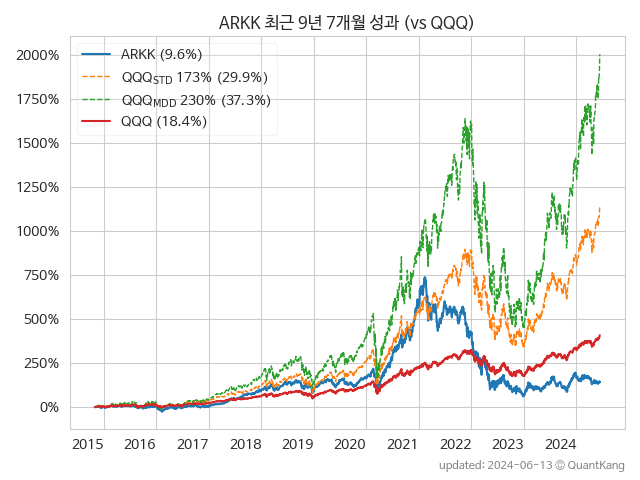 ARKK 최근 9년 7개월 성과 (vs QQQ)
ARKK (9.6%)
QQQSTD 173% (29.9%)
QQQMDD 230% (37.3%)
QQQ (18.4%)
2000%
1750%
1500%
1250%
1000%
750%
500%
250%
0%
2015 2016 2017 2018 2019 2020 2021 2022 2023 2024
updated: 2024-06-13 © QuantKang